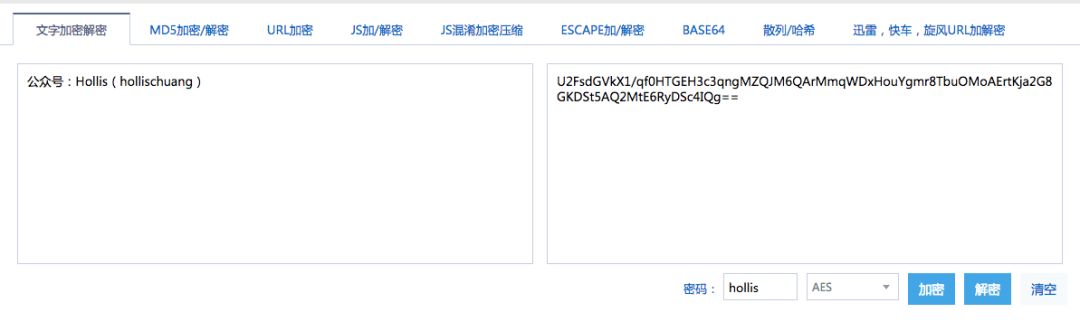 文字加密解密 MD5加密/解密 URL加密 JS加/解密 JS混淆加密压缩 ESCAPE加/解密 BASE64 散列/哈希 迅雷，快车，旋风URL加解密
公众号：Hollis（hollischuang）
U2FsdGVkX1/qf0HTGEH3c3qngMZQJM6QArMmqWDxHouYgmr8TbuOMoAErtKja2G8
GKDSt5AQ2MtE6RyDSc4IQg==
密码： hollis AES 加密 解密 清空